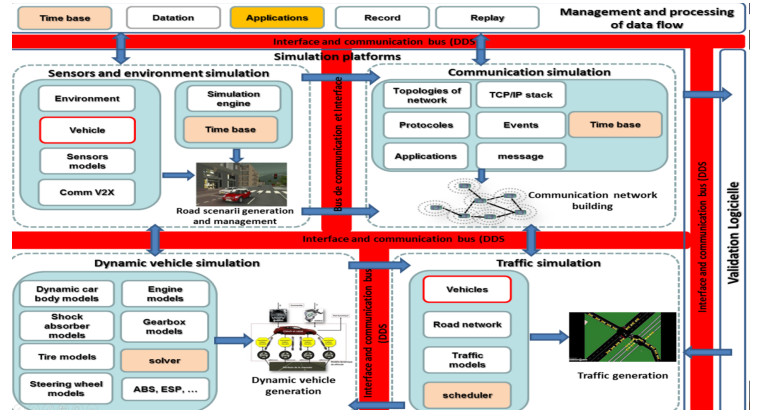 Time base
Datation
Applications
Record
Replay
Management and processing
of data flow
Interface and communication bus (DDS
Simulation platforms
Sensors and environment simulation
Environment
Vehicle
Sensors
models
Comm V2X
Simulation
engine
Time base
Road scenarii generation
and management
Bus de communication et Interface
Communication simulation
Topologies of
network
TCP/IP stack
Protocoles
Events
Time base
Applications
message
Communication network
building
Interface and communication bus (DDS
Validation Logicielle
Interface and communication bus (DDS
Dynamic vehicle simulation
Dynamic car
body models
Engine
models
Shock
absorber models
Gearbox
models
Tire models
solver
Steering wheel
models
ABS, ESP, ...
Dynamic vehicle
generation
Interface and communication bus
(DDS
Traffic simulation
Vehicles
Road network
Traffic
models
scheduler
Traffic generation